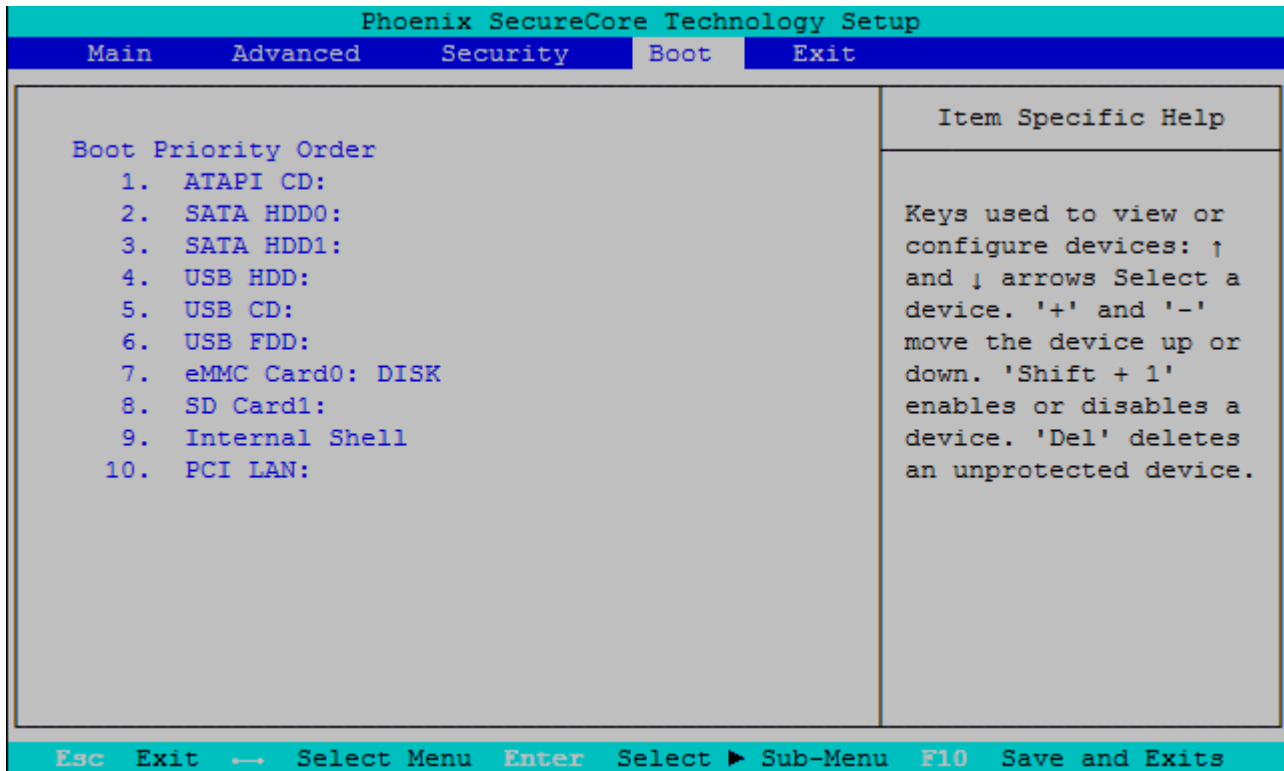 Phoenix SecureCore Technology Setup
Main Advanced Security Boot Exit
Boot Priority Order
1. ATAPI CD:
2. SATA HDD0:
3. SATA HDD1:
4. USB HDD:
5. USB CD:
6. USB FDD:
7. eMMC Card0: DISK
8. SD Card1:
9. Internal Shell
10. PCI LAN:
Item Specific Help
Keys used to view or
configure devices: ↑
and ↓ arrows Select a
device. '+' and '-'
move the device up or
down. 'Shift + 1'
enables or disables a
device. 'Del' deletes
an unprotected device.
Esc Exit ↔ Select Menu Enter Select ► Sub-Menu F10 Save and Exits